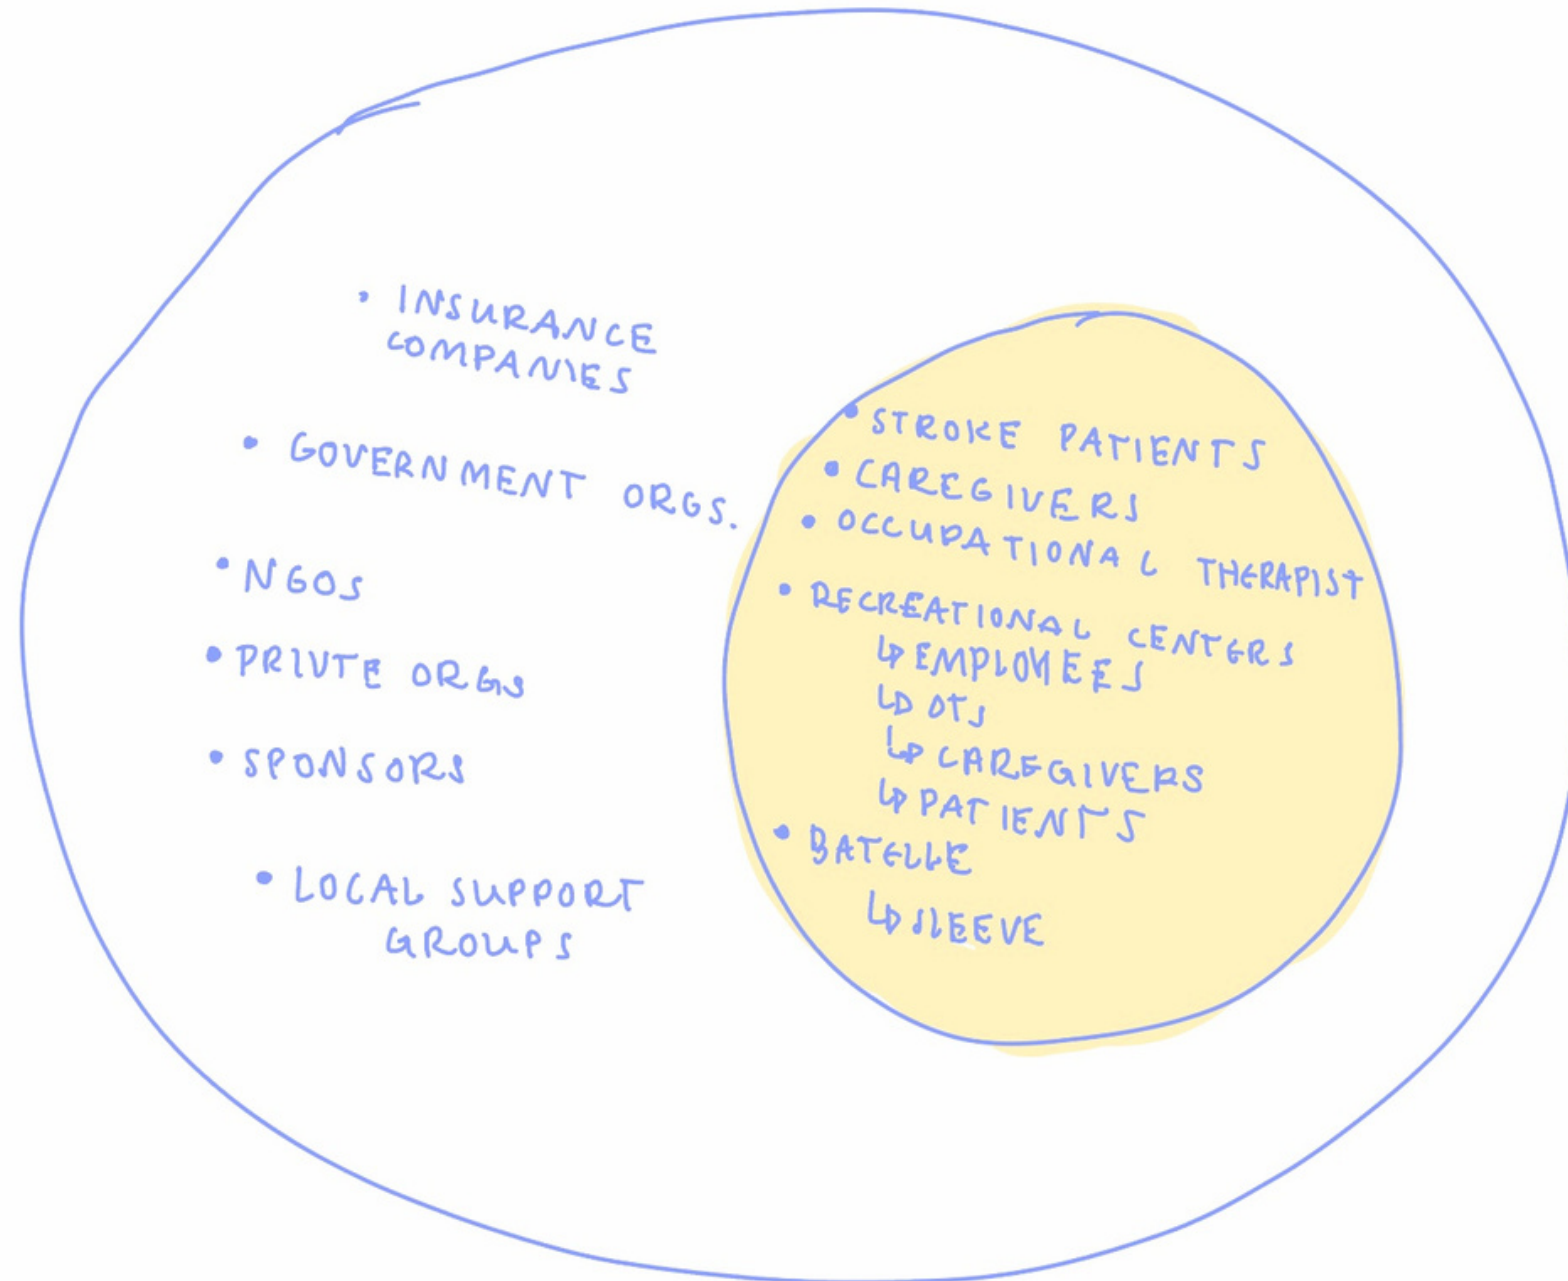 • INSURANCE
COMPANIES
• GOVERNMENT ORGS.
• NGOS
• PRIVTE ORGS
• SPONSORS
• LOCAL SUPPORT
GROUPS
• STROKE PATIENTS
• CAREGIVERS
• OCCUPATIONAL THERAPIST
• RECREATIONAL CENTERS
↳ EMPLOYEES
↳ OTS
↳ CAREGIVERS
↳ PATIENTS
• BATELLE
↳ SLEEVE